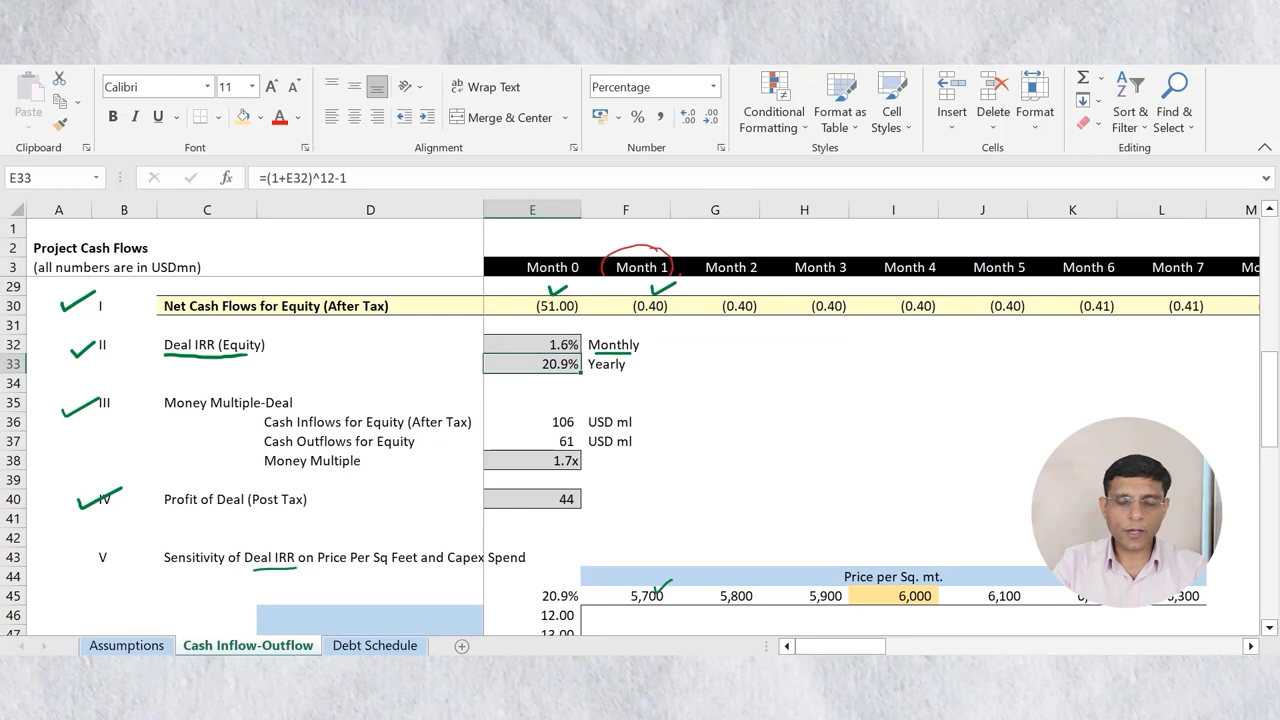 Calibri 11 Wrap Text Percentage
Paste B I U A Merge & Center % Conditional Formatting Format as Table Cell Styles Insert Delete Format Sort & Filter Find & Select
Clipboard Font Alignment Number Styles Cells Editing
E33 fx =(1+E32)^12-1
A B C D E F G H I J K L M
1
2 Project Cash Flows
3 (all numbers are in USDmn) Month 0 Month 1 Month 2 Month 3 Month 4 Month 5 Month 6 Month 7 Mo
29
30 I Net Cash Flows for Equity (After Tax) (51.00) (0.40) (0.40) (0.40) (0.40) (0.40) (0.41) (0.41)
31
32 II Deal IRR (Equity) 1.6% Monthly
33 20.9% Yearly
34
35 III Money Multiple-Deal
36 Cash Inflows for Equity (After Tax) 106 USD ml
37 Cash Outflows for Equity 61 USD ml
38 Money Multiple 1.7x
39
40 IV Profit of Deal (Post Tax) 44
41
42
43 V Sensitivity of Deal IRR on Price Per Sq Feet and Capex Spend
44 Price per Sq. mt.
45 20.9% 5,700 5,800 5,900 6,000 6,100
46 12.00
47 13.00
Assumptions Cash Inflow-Outflow Debt Schedule